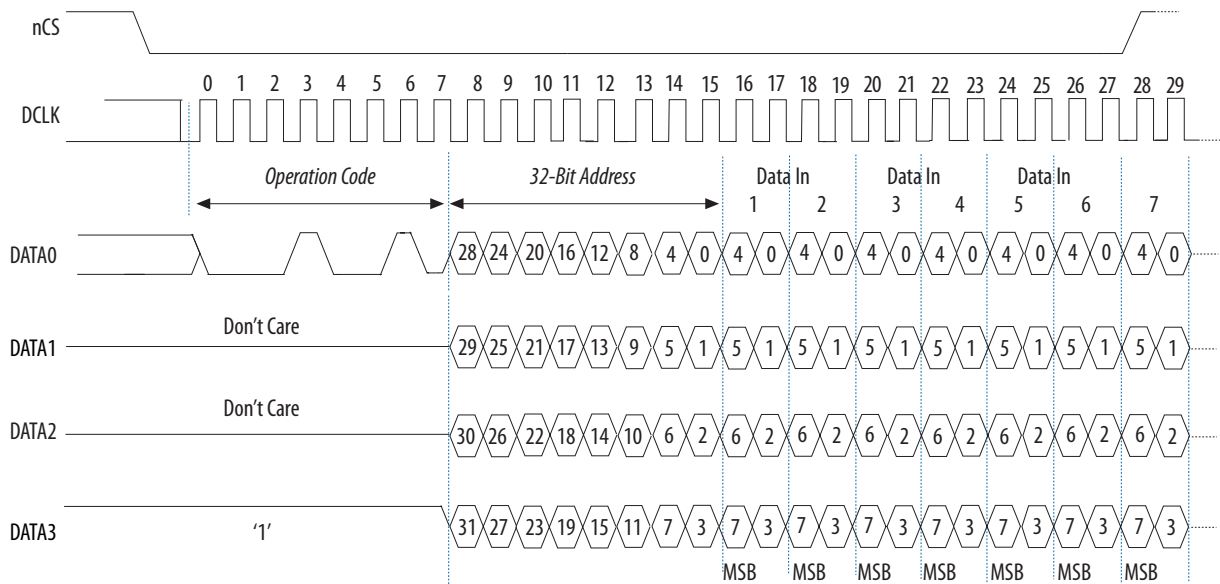 nCS
0 1 2 3 4 5 6 7 8 9 10 11 12 13 14 15 16 17 18 19 20 21 22 23 24 25 26 27 28 29
DCLK
Operation Code 32-Bit Address Data In Data In Data In
1 2 3 4 5 6 7
DATA0 28 24 20 16 12 8 4 0 4 0 4 0 4 0 4 0 4 0 4 0 4 0
Don't Care
DATA1 29 25 21 17 13 9 5 1 5 1 5 1 5 1 5 1 5 1 5 1 5 1
Don't Care
DATA2 30 26 22 18 14 10 6 2 6 2 6 2 6 2 6 2 6 2 6 2 6 2
DATA3 '1' 31 27 23 19 15 11 7 3 7 3 7 3 7 3 7 3 7 3 7 3 7 3
MSB MSB MSB MSB MSB MSB MSB